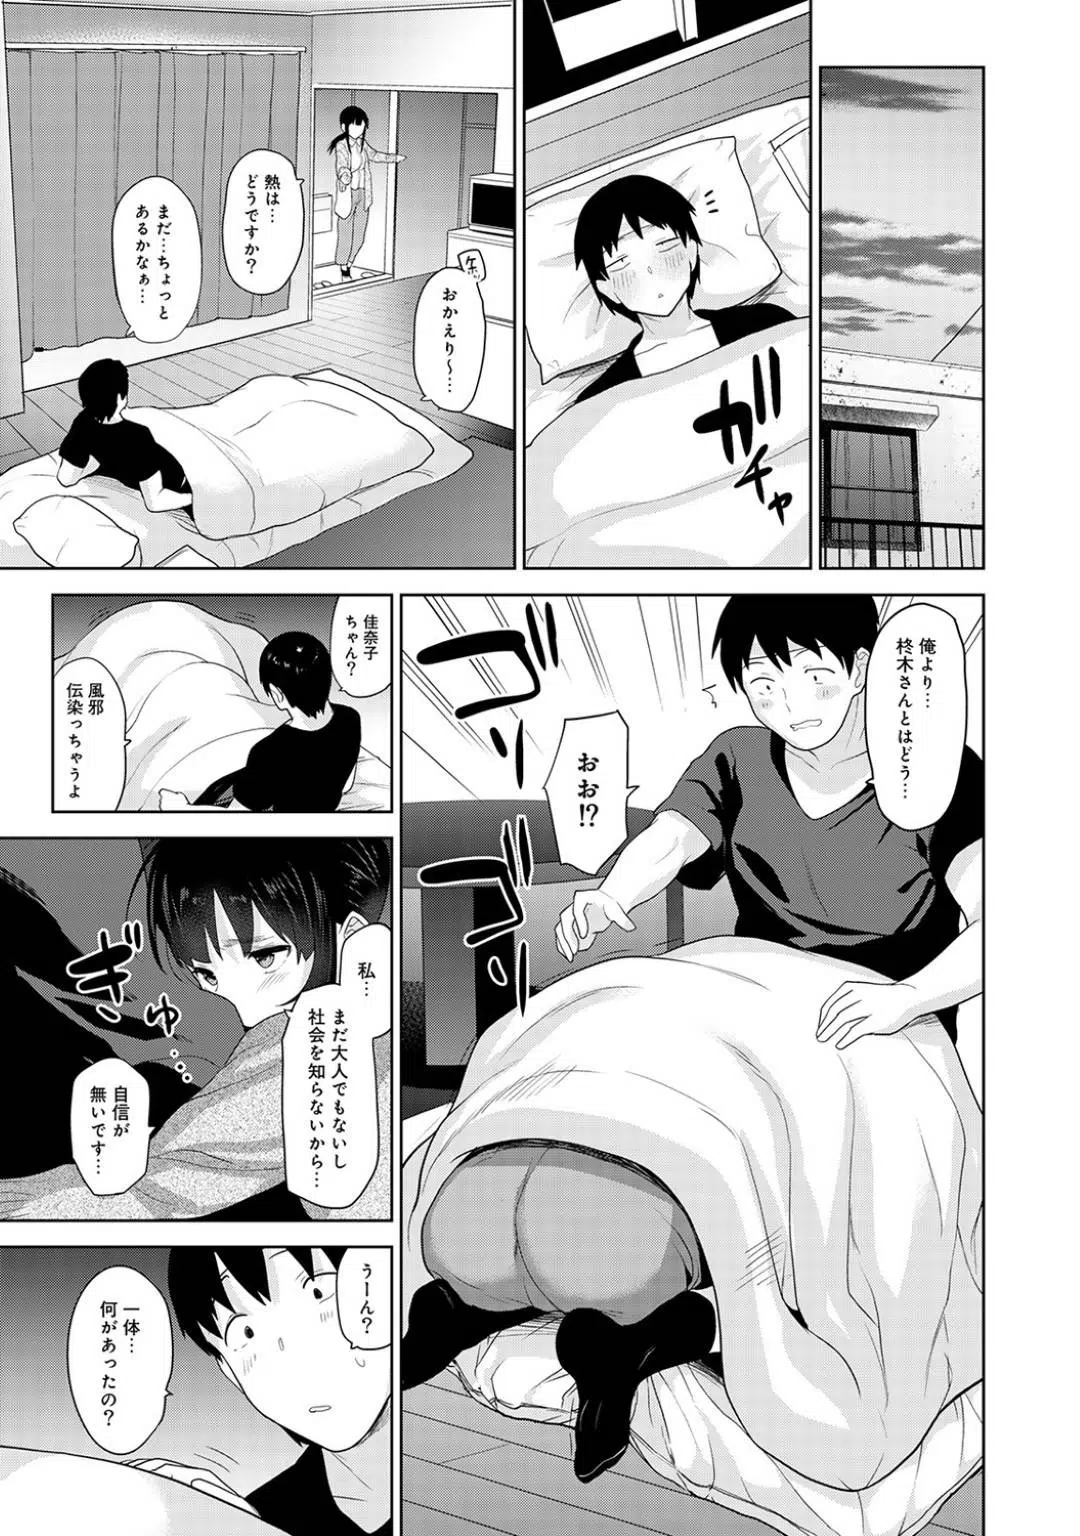 ガチャ
おかえり〜…
熱は…
どうですか？
まだ…ちょっと
あるかなぁ…
俺より…
柊木さんとはどう…
おお!?
佳奈子
ちゃん？
風邪
伝染っちゃうよ
ぎゅ…
私…
まだ大人でもないし
社会を知らないから…
自信が
無いです…
うーん？
一体…
何があったの？